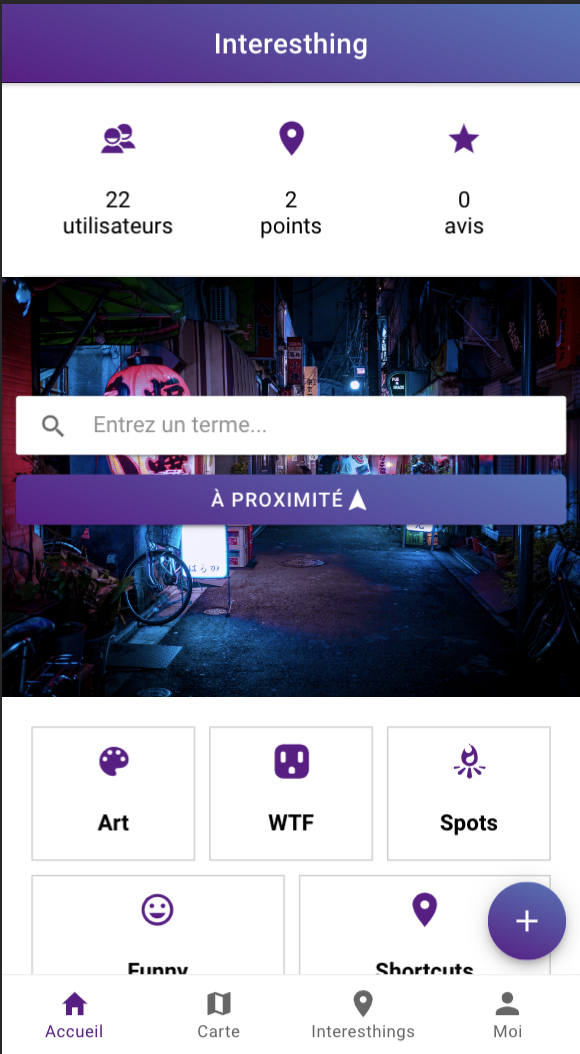 Interesthing
22
utilisateurs
2
points
0
avis
Entrez un terme...
À PROXIMITÉ
Art
WTF
Spots
Funny
Shortcuts
Accueil
Carte
Interesthings
Moi